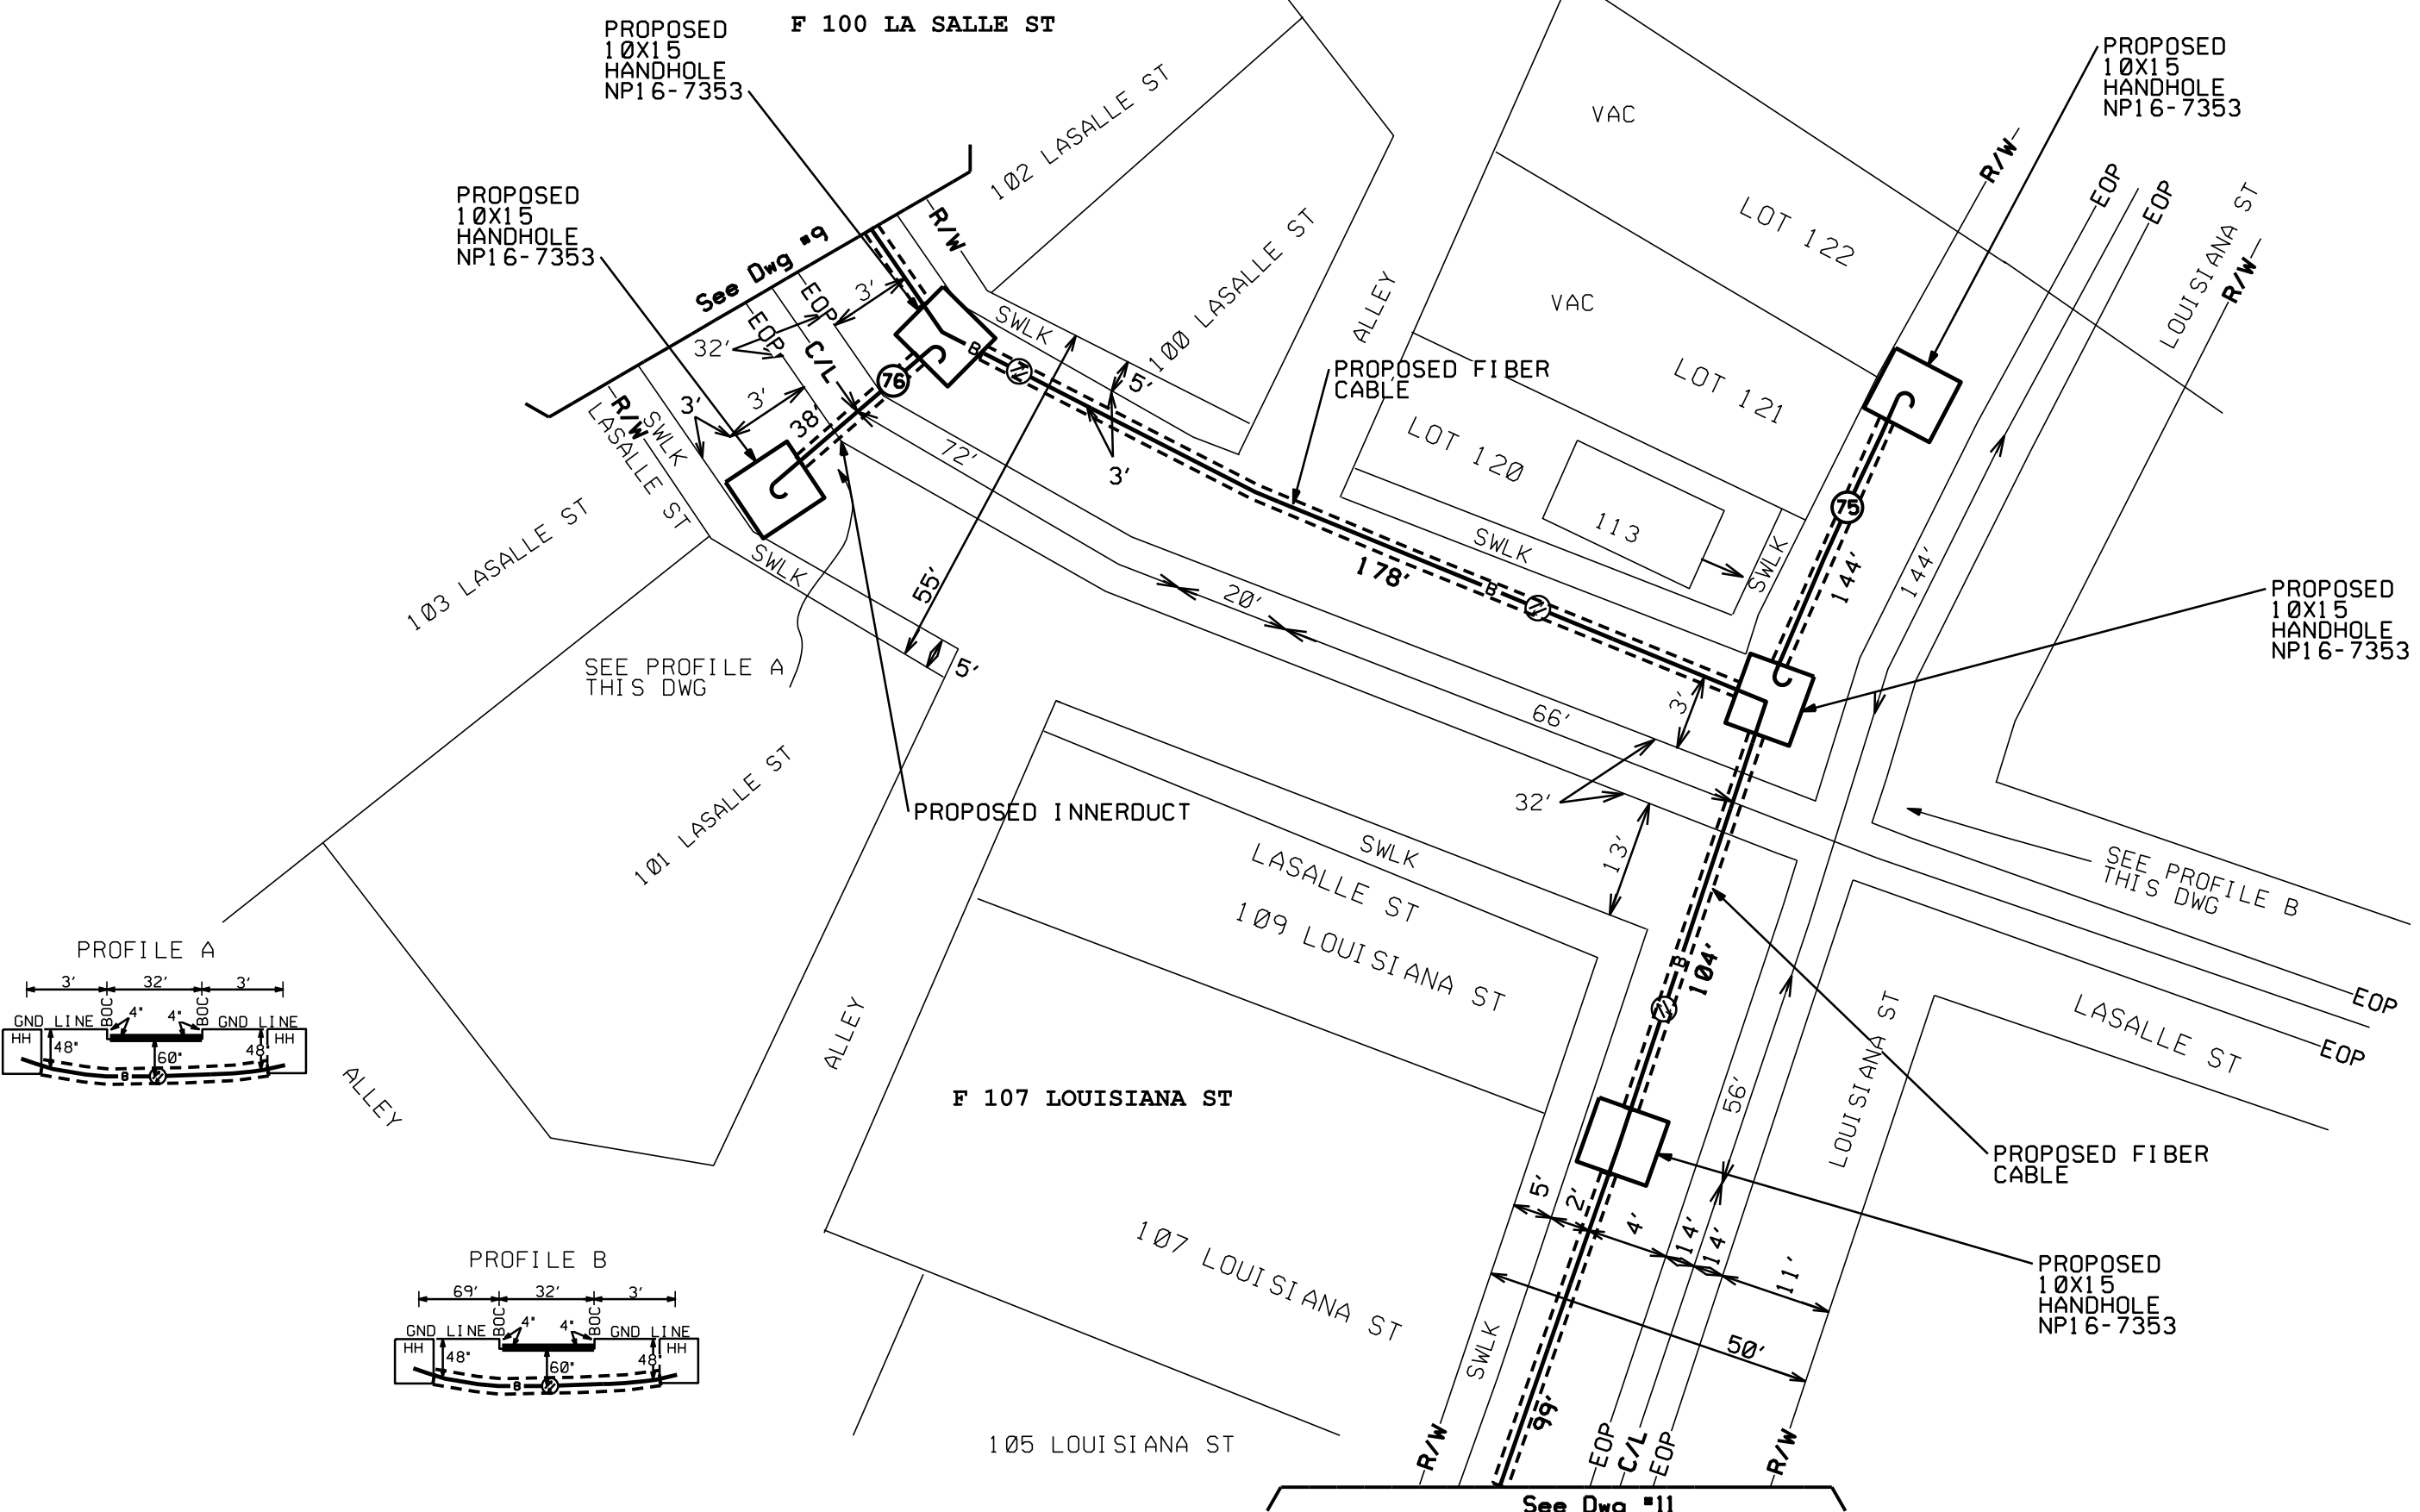 F 100 LA SALLE ST
PROPOSED
10X15
HANDHOLE
NP16-7353
PROPOSED
10X15
HANDHOLE
NP16-7353
PROPOSED
10X15
HANDHOLE
NP16-7353
102 LASALLE ST
VAC
R/W
EOP
EOP
LOT 122
LOUISIANA ST
R/W
See Dwg #9
R/W
EOP
EOP
3'
32'
C/L
SWLK
100 LASALLE ST
ALLEY
VAC
B
76
5'
PROPOSED FIBER
CABLE
LOT 121
3'
3'
38'
R/W
SWLK
LASALLE ST
72'
3'
LOT 120
113
SWLK
SWLK
75
144'
144'
103 LASALLE ST
SWLK
55'
20'
178'
B
PROPOSED
10X15
HANDHOLE
NP16-7353
SEE PROFILE A
THIS DWG
5'
66'
3'
32'
101 LASALLE ST
PROPOSED INNERDUCT
SWLK
13'
LASALLE ST
109 LOUISIANA ST
SEE PROFILE B
THIS DWG
B
104'
EOP
EOP
LASALLE ST
LOUISIANA ST
PROFILE A
3'
32'
3'
BOC
BOC
4"
4"
GND LINE
GND LINE
HH
HH
48"
60"
48"
B
ALLEY
ALLEY
F 107 LOUISIANA ST
56'
PROPOSED FIBER
CABLE
5'
2'
4'
14'
14'
11'
107 LOUISIANA ST
PROPOSED
10X15
HANDHOLE
NP16-7353
50'
PROFILE B
69'
32'
3'
BOC
BOC
4"
4"
GND LINE
GND LINE
HH
HH
48"
60"
48"
B
SWLK
99'
105 LOUISIANA ST
R/W
EOP
C/L
EOP
R/W
See Dwg #11